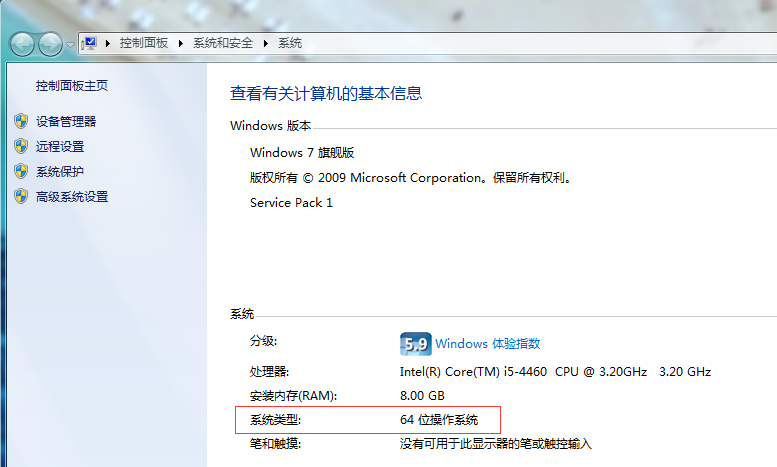 控制面板 系统和安全 系统
控制面板主页
设备管理器
远程设置
系统保护
高级系统设置
查看有关计算机的基本信息
Windows 版本
Windows 7 旗舰版
版权所有 © 2009 Microsoft Corporation。保留所有权利。
Service Pack 1
系统
分级: 5.9 Windows 体验指数
处理器: Intel(R) Core(TM) i5-4460 CPU @ 3.20GHz 3.20 GHz
安装内存(RAM): 8.00 GB
系统类型: 64 位操作系统
笔和触摸: 没有可用于此显示器的笔或触控输入